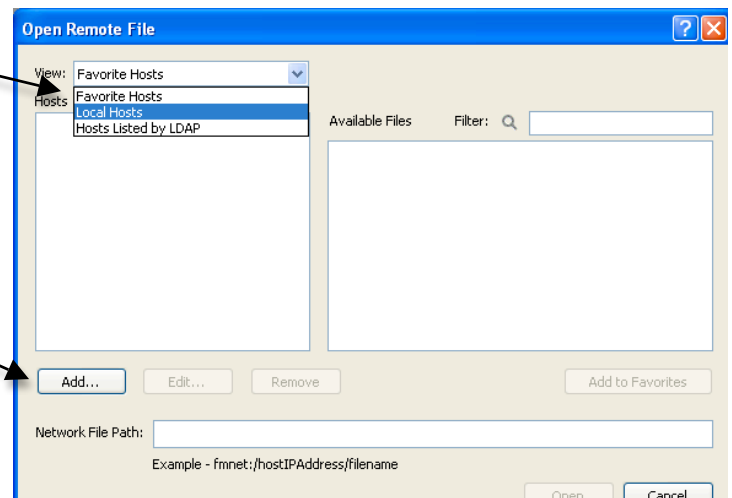 Open Remote File
View: Favorite Hosts
Favorite Hosts
Hosts
Local Hosts
Hosts Listed by LDAP
Available Files Filter:
Add... Edit... Remove Add to Favorites
Network File Path:
Example - fmnet:/hostIPAddress/filename
Open Cancel